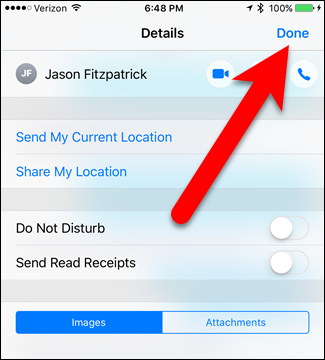 Verizon 6:48 PM 100%
Details Done
JF Jason Fitzpatrick
Send My Current Location
Share My Location
Do Not Disturb
Send Read Receipts
Images Attachments